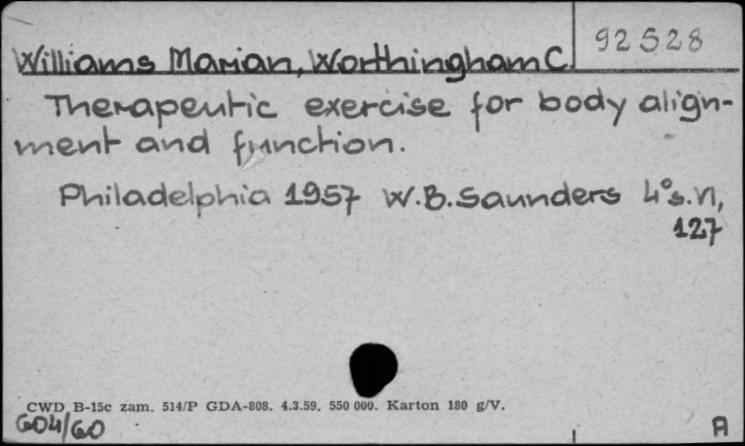 92528
Williams Marian, Worthingham C.
Therapeutic exercise for body align-
ment and function.
Philadelphia 1957 W.B. Saunders 4° s. VI,
127
CWD B-15c zam. 514/P GDA-808. 4.3.59. 550 000. Karton 180 g/V.
604/60
A